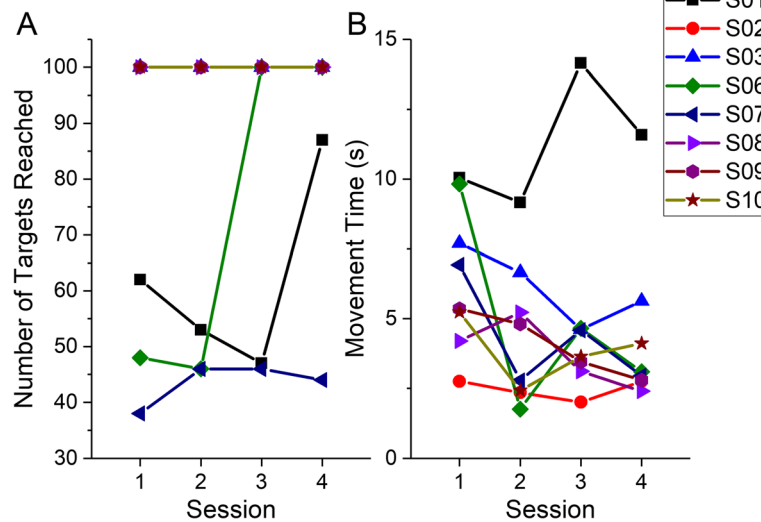 A
Number of Targets Reached
100
90
80
70
60
50
40
30
1 2 3 4
Session
B
Movement Time (s)
15
10
5
0
1 2 3 4
Session
S01
S02
S03
S06
S07
S08
S09
S10